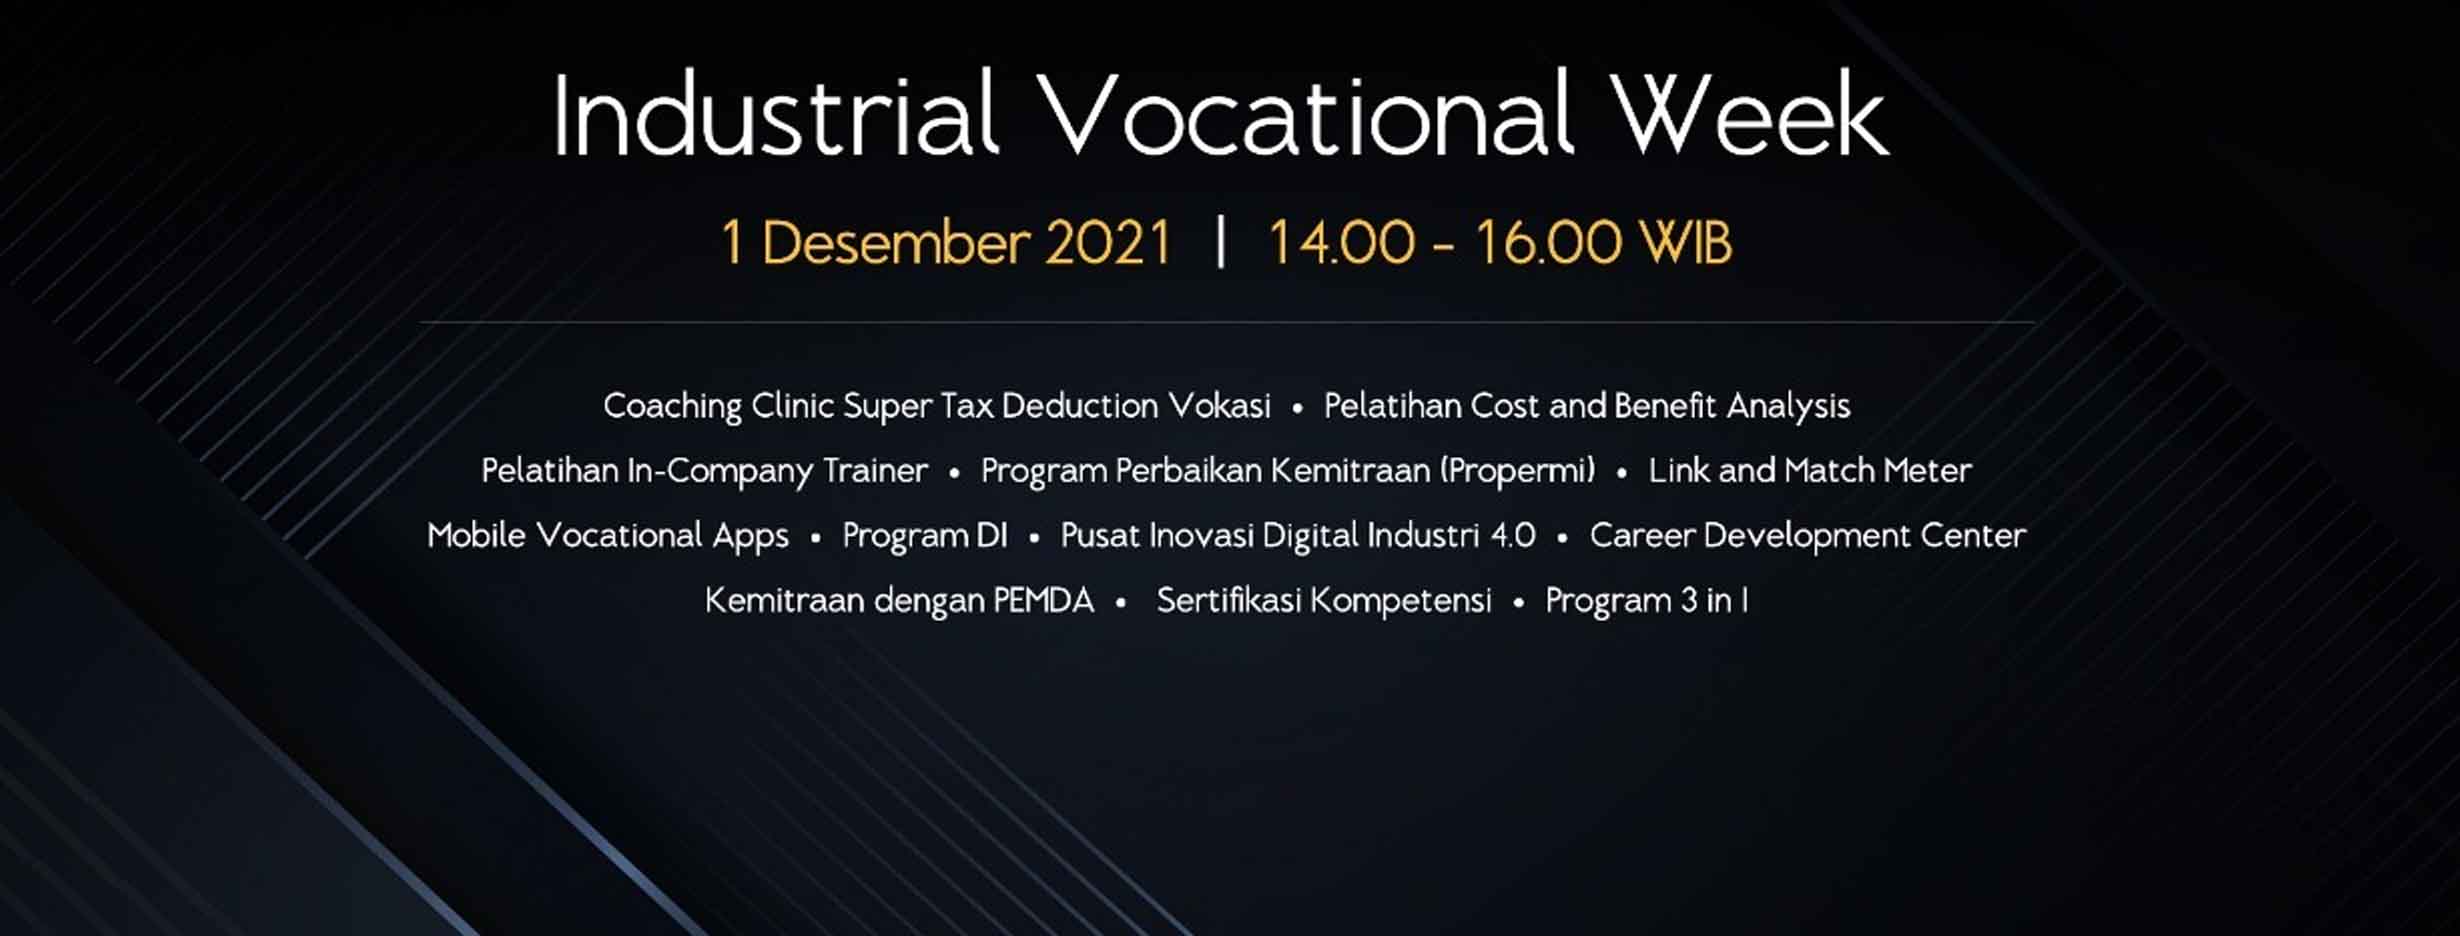 Industrial Vocational Week
1 Desember 2021 | 14.00 - 16.00 WIB
Coaching Clinic Super Tax Deduction Vokasi • Pelatihan Cost and Benefit Analysis
Pelatihan In-Company Trainer • Program Perbaikan Kemitraan (Propermi) • Link and Match Meter
Mobile Vocational Apps • Program D1 • Pusat Inovasi Digital Industri 4.0 • Career Development Center
Kemitraan dengan PEMDA • Sertifikasi Kompetensi • Program 3 in 1